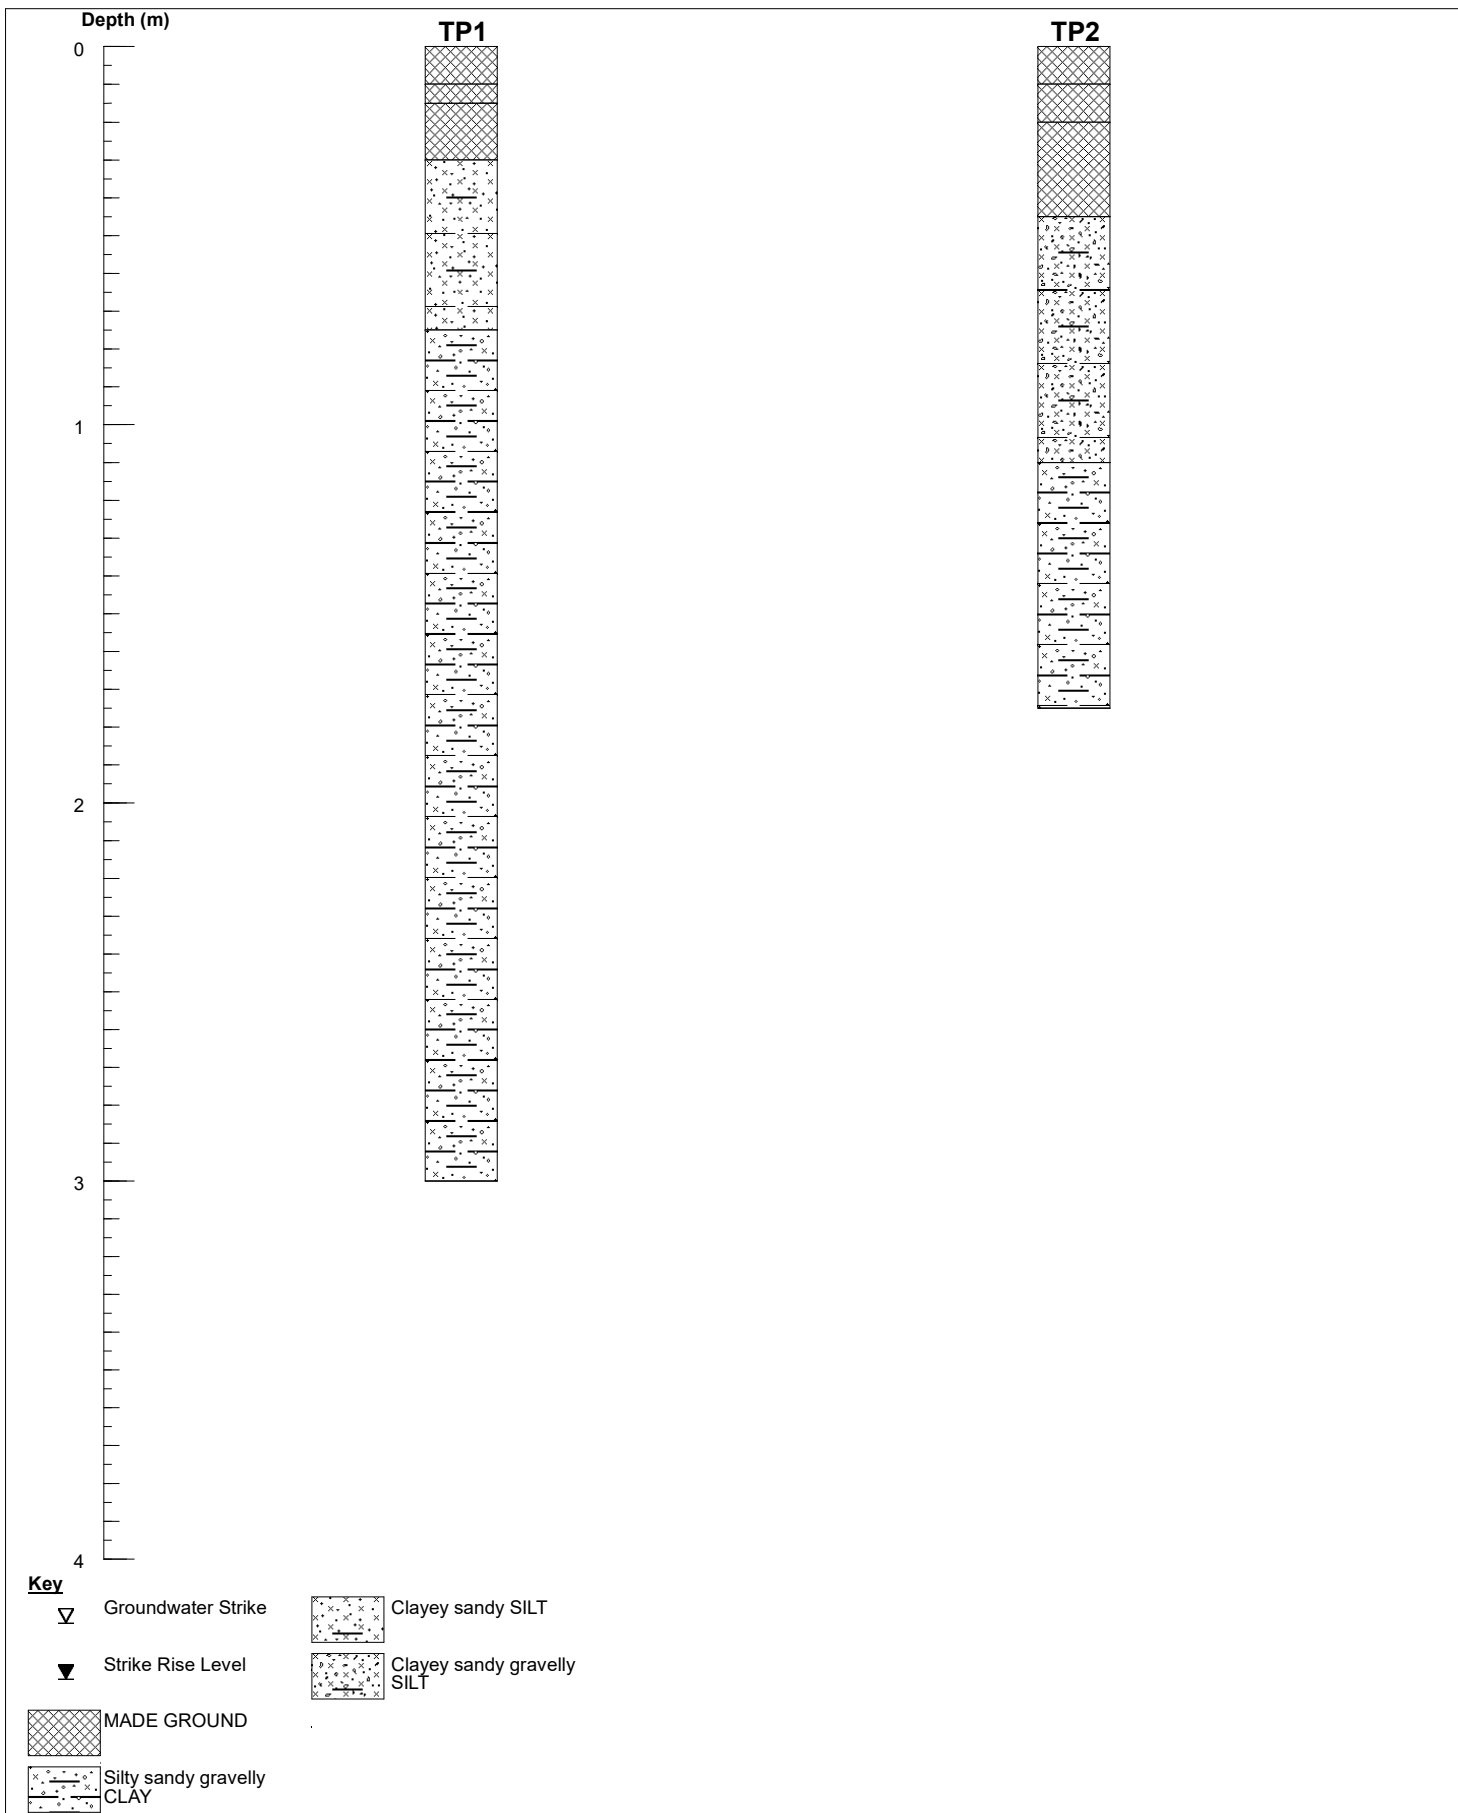 Depth (m)
TP1
TP2
0
1
2
3
4
Key
Groundwater Strike
Clayey sandy SILT
Strike Rise Level
Clayey sandy gravelly
SILT
MADE GROUND
Silty sandy gravelly
CLAY